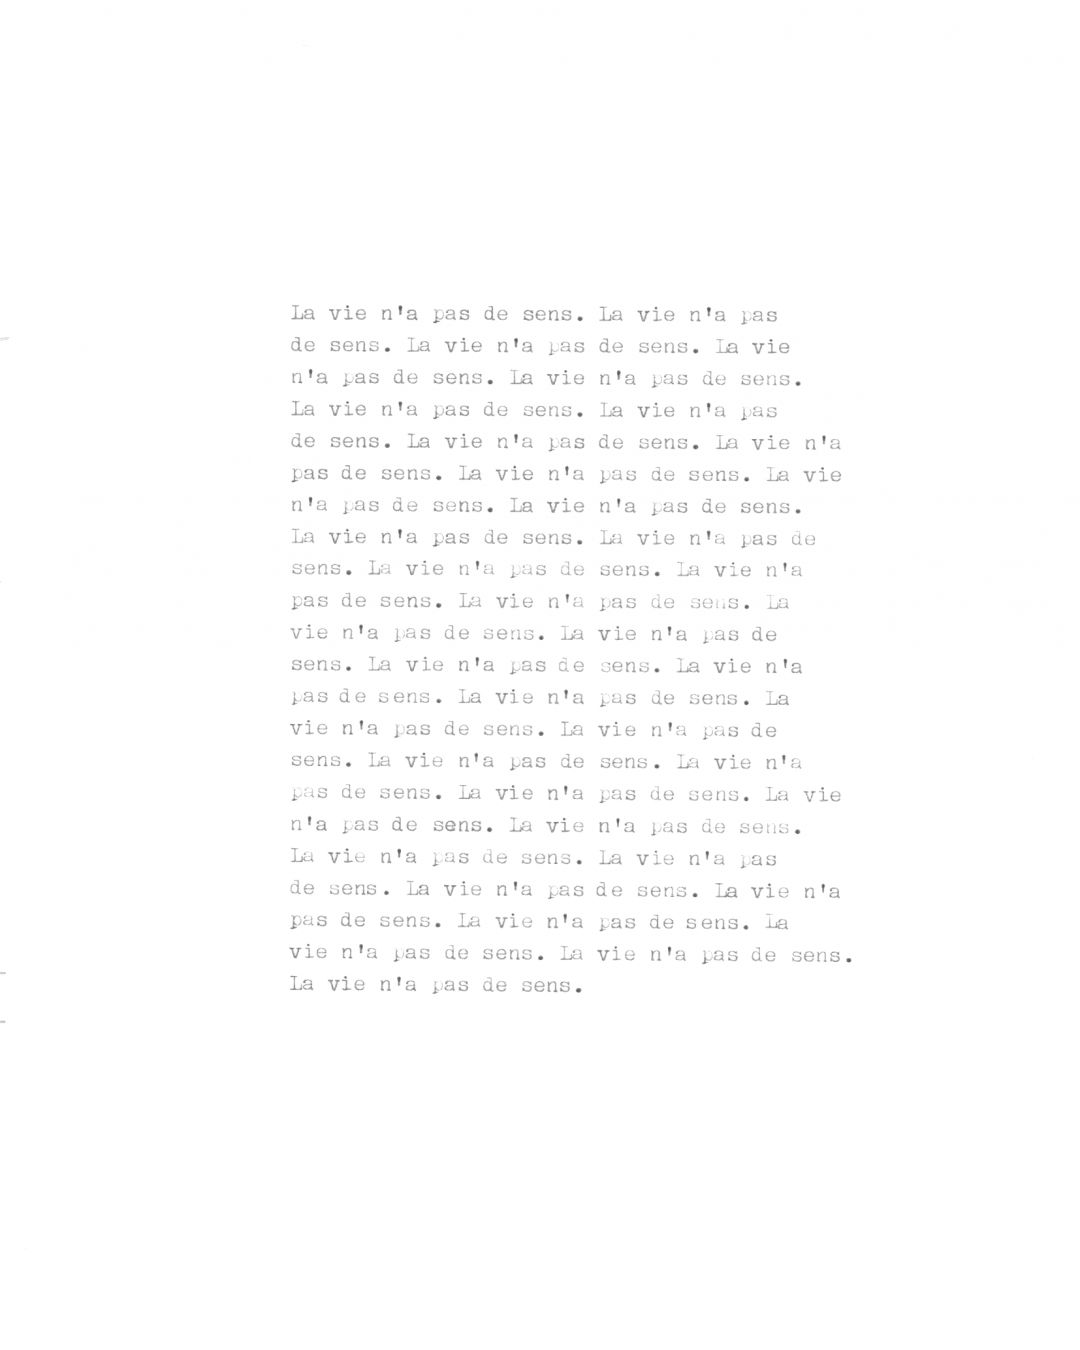 La vie n'a pas de sens. La vie n'a pas
de sens. La vie n'a pas de sens. La vie
n'a pas de sens. La vie n'a pas de sens.
La vie n'a pas de sens. La vie n'a pas
de sens. La vie n'a pas de sens. La vie n'a
pas de sens. La vie n'a pas de sens. La vie
n'a pas de sens. La vie n'a pas de sens.
La vie n'a pas de sens. La vie n'a pas de
sens. La vie n'a pas de sens. La vie n'a
pas de sens. La vie n'a pas de sens. La
vie n'a pas de sens. La vie n'a pas de
sens. La vie n'a pas de sens. La vie n'a
pas de sens. La vie n'a pas de sens. La
vie n'a pas de sens. La vie n'a pas de
sens. La vie n'a pas de sens. La vie n'a
pas de sens. La vie n'a pas de sens. La vie
n'a pas de sens. La vie n'a pas de sens.
La vie n'a pas de sens. La vie n'a pas
de sens. La vie n'a pas de sens. La vie n'a
pas de sens. La vie n'a pas de sens. La
vie n'a pas de sens. La vie n'a pas de sens.
La vie n'a pas de sens.